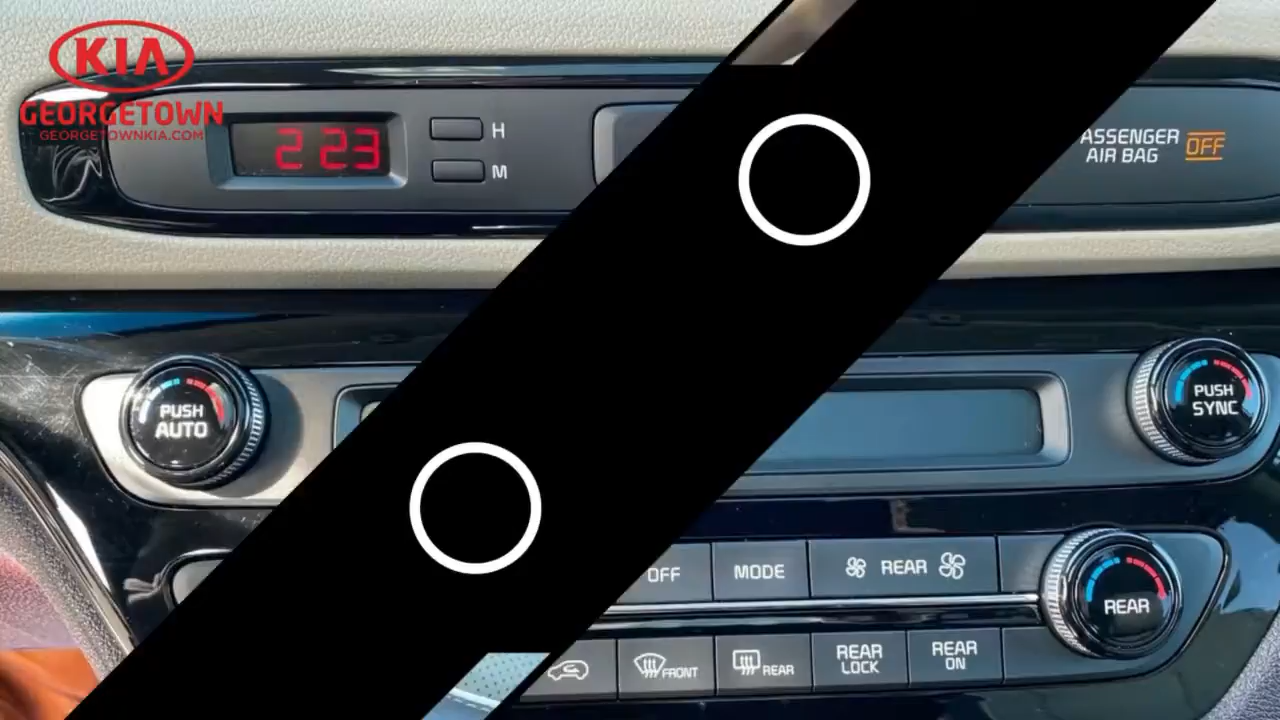 KIA
GEORGETOWN
GEORGETOWNKIA.COM
2 23
H
M
ASSENGER
AIR BAG
OFF
PUSH
AUTO
PUSH
SYNC
OFF
MODE
REAR
REAR
FRONT
REAR
REAR
LOCK
REAR
ON